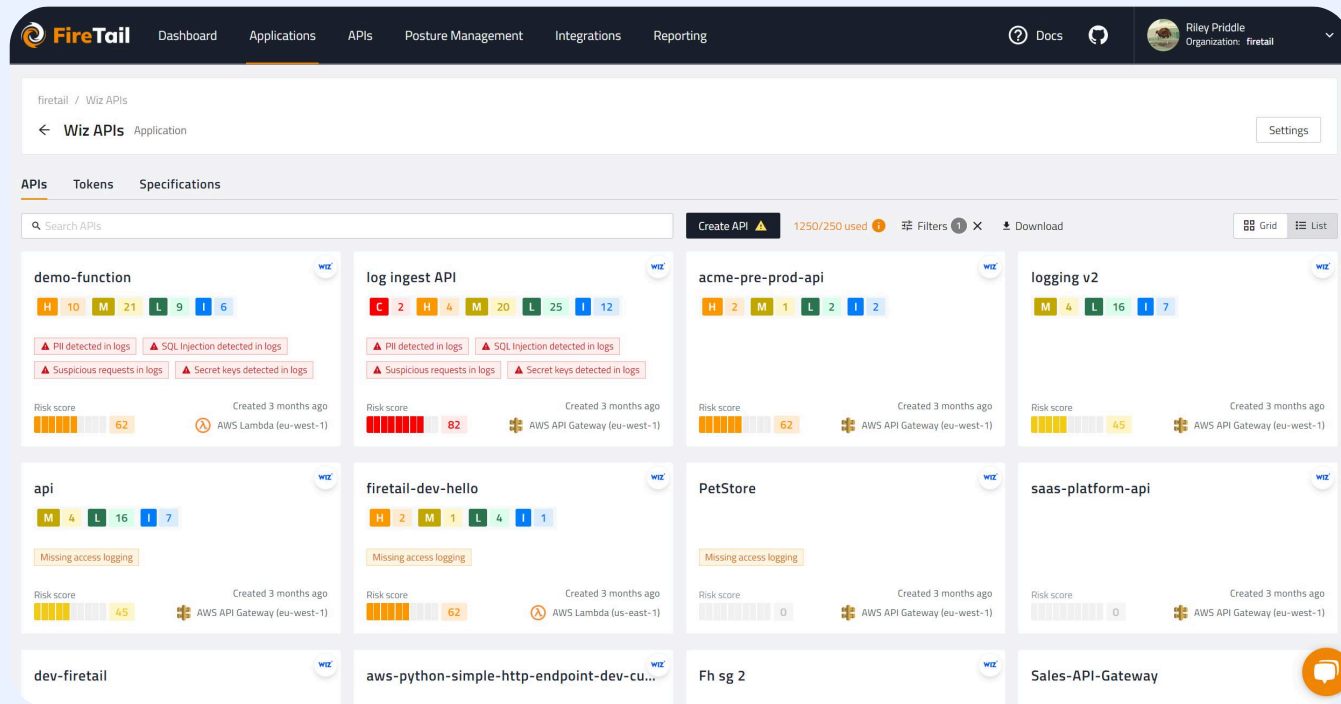 FireTail
Dashboard Applications APIs Posture Management Integrations Reporting
Docs
Riley Priddle
Organization: firetail
firetail / Wiz APIs
Wiz APIs Application
Settings
APIs Tokens Specifications
Search APIs
Create API 1250/250 used Filters 1 Download
Grid List
demo-function WIZ
H 10 M 21 L 9 I 6
PII detected in logs SQL Injection detected in logs
Suspicious requests in logs Secret keys detected in logs
Risk score Created 3 months ago
62 AWS Lambda (eu-west-1)
log ingest API WIZ
C 2 H 4 M 20 L 25 I 12
PII detected in logs SQL Injection detected in logs
Suspicious requests in logs Secret keys detected in logs
Risk score Created 3 months ago
82 AWS API Gateway (eu-west-1)
acme-pre-prod-api WIZ
H 2 M 1 L 2 I 2
Risk score Created 3 months ago
62 AWS API Gateway (eu-west-1)
logging v2 WIZ
M 4 L 16 I 7
Risk score Created 3 months ago
45 AWS API Gateway (eu-west-1)
api WIZ
M 4 L 16 I 7
Missing access logging
Risk score Created 3 months ago
45 AWS API Gateway (eu-west-1)
firetail-dev-hello WIZ
H 2 M 1 L 4 I 1
Missing access logging
Risk score Created 3 months ago
62 AWS Lambda (us-east-1)
PetStore WIZ
Missing access logging
Risk score Created 3 months ago
0 AWS API Gateway (eu-west-1)
saas-platform-api WIZ
Risk score Created 3 months ago
0 AWS API Gateway (eu-west-1)
dev-firetail WIZ
aws-python-simple-http-endpoint-dev-cu... WIZ
Fh sg 2 WIZ
Sales-API-Gateway WIZ